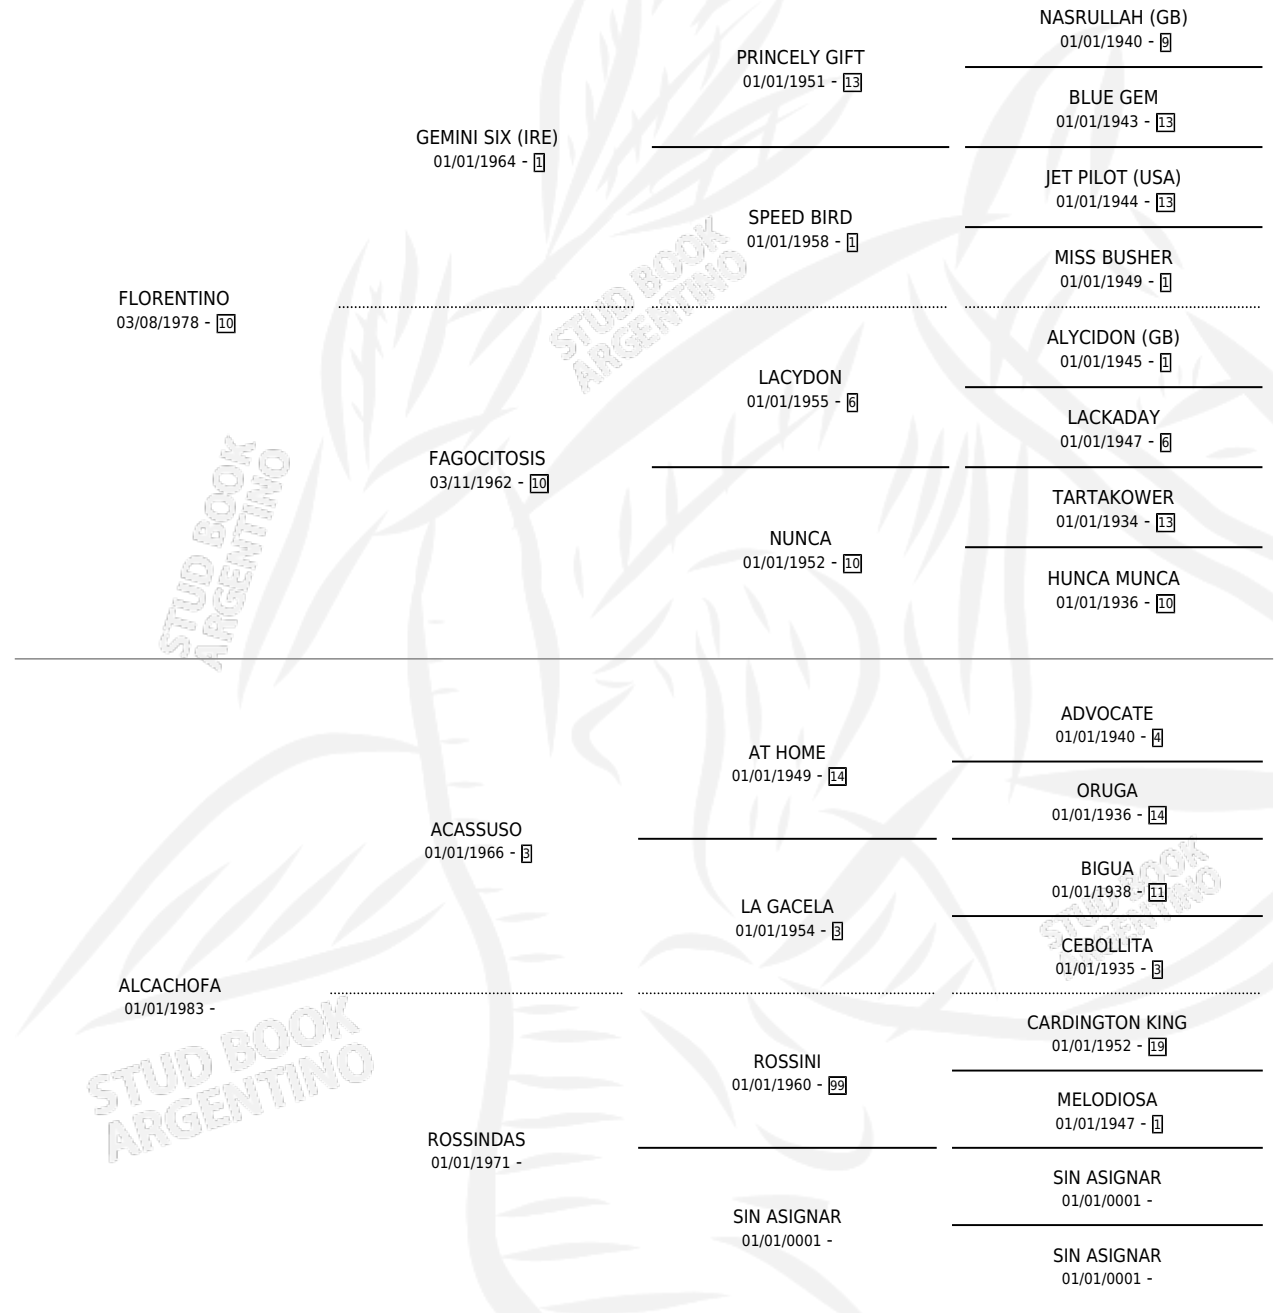 NASRULLAH (GB)
01/01/1940 - 9
PRINCELY GIFT
01/01/1951 - 13
BLUE GEM
01/01/1943 - 13
GEMINI SIX (IRE)
01/01/1964 - 1
JET PILOT (USA)
01/01/1944 - 13
SPEED BIRD
01/01/1958 - 1
MISS BUSHER
01/01/1949 - 1
FLORENTINO
03/08/1978 - 10
STUD BOOK
ARGENTINO
ALYCIDON (GB)
01/01/1945 - 1
LACYDON
01/01/1955 - 6
LACKADAY
01/01/1947 - 6
FAGOCITOSIS
03/11/1962 - 10
TARTAKOWER
01/01/1934 - 13
NUNCA
01/01/1952 - 10
HUNCA MUNCA
01/01/1936 - 10
STUD BOOK
ARGENTINO
ADVOCATE
01/01/1940 - 4
AT HOME
01/01/1949 - 14
ORUGA
01/01/1936 - 14
ACASSUSO
01/01/1966 - 3
BIGUA
01/01/1938 - 11
LA GACELA
01/01/1954 - 3
STUD BOOK
ARGENTINO
CEBOLLITA
01/01/1935 - 3
ALCACHOFA
01/01/1983 -
CARDINGTON KING
01/01/1952 - 19
ROSSINI
01/01/1960 - 99
MELODIOSA
01/01/1947 - 1
STUD BOOK
ARGENTINO
ROSSINDAS
01/01/1971 -
SIN ASIGNAR
01/01/0001 -
SIN ASIGNAR
01/01/0001 -
SIN ASIGNAR
01/01/0001 -